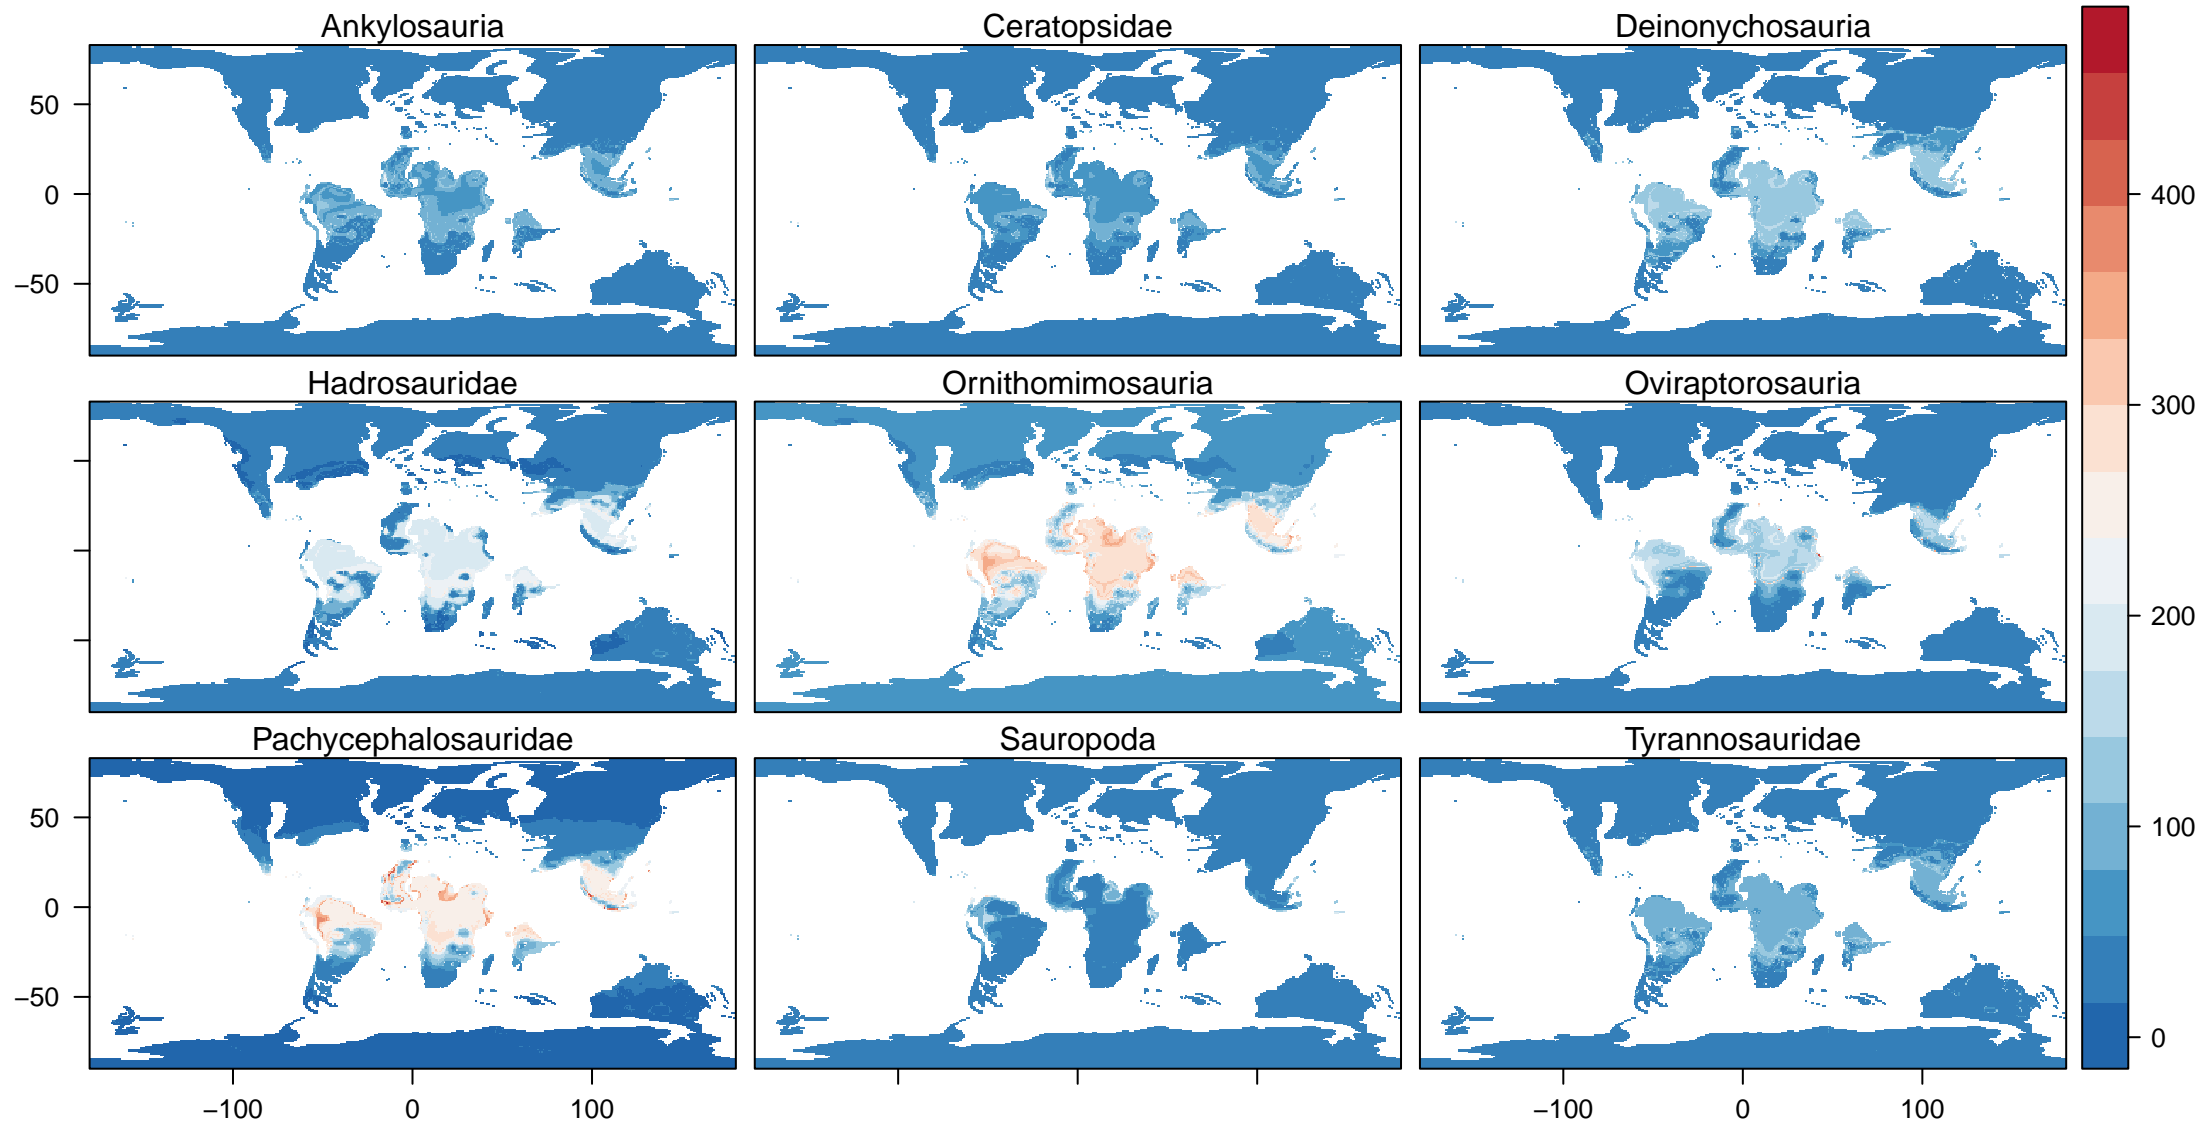 Ankylosauria Ceratopsidae Deinonychosauria
50
0
−50
400
Hadrosauridae Ornithomimosauria Oviraptorosauria
300
200
Pachycephalosauridae Sauropoda Tyrannosauridae
50
0
−50
100
0
−100 0 100 −100 0 100